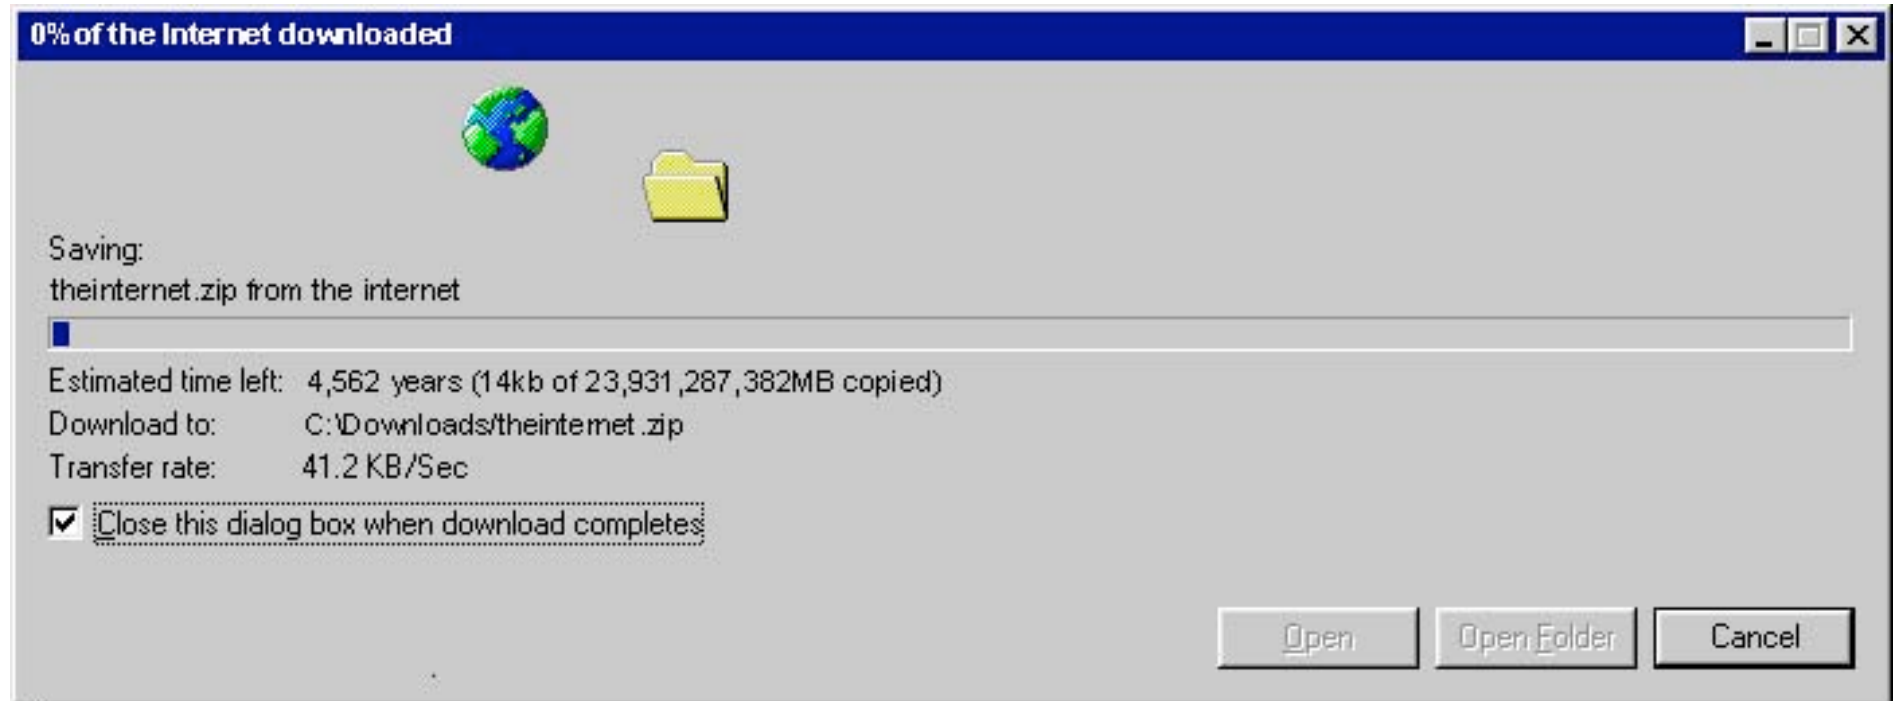 0% of the Internet downloaded
Saving:
theinternet.zip from the internet
Estimated time left: 4,562 years (14kb of 23,931,287,382MB copied)
Download to: C:\Downloads/theinternet.zip
Transfer rate: 41.2 KB/Sec
Close this dialog box when download completes
Open Open Folder Cancel